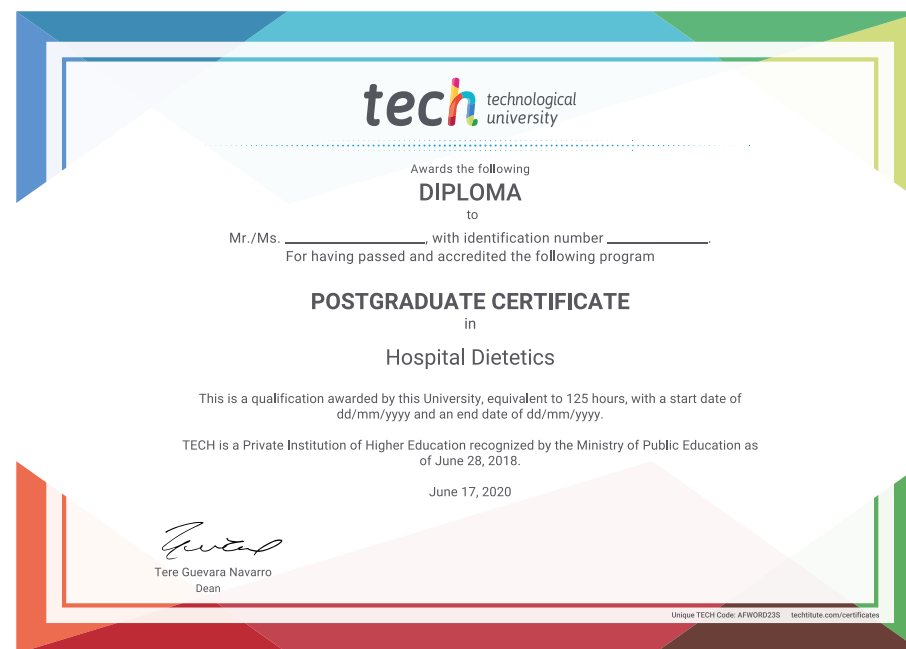 tech technological
university
Awards the following
DIPLOMA
to
Mr./Ms. ____________________, with identification number ______________.
For having passed and accredited the following program
POSTGRADUATE CERTIFICATE
in
Hospital Dietetics
This is a qualification awarded by this University, equivalent to 125 hours, with a start date of
dd/mm/yyyy and an end date of dd/mm/yyyy.
TECH is a Private Institution of Higher Education recognized by the Ministry of Public Education as
of June 28, 2018.
June 17, 2020
Tere Guevara Navarro
Dean
Unique TECH Code: AFWORD23S techtitute.com/certificates